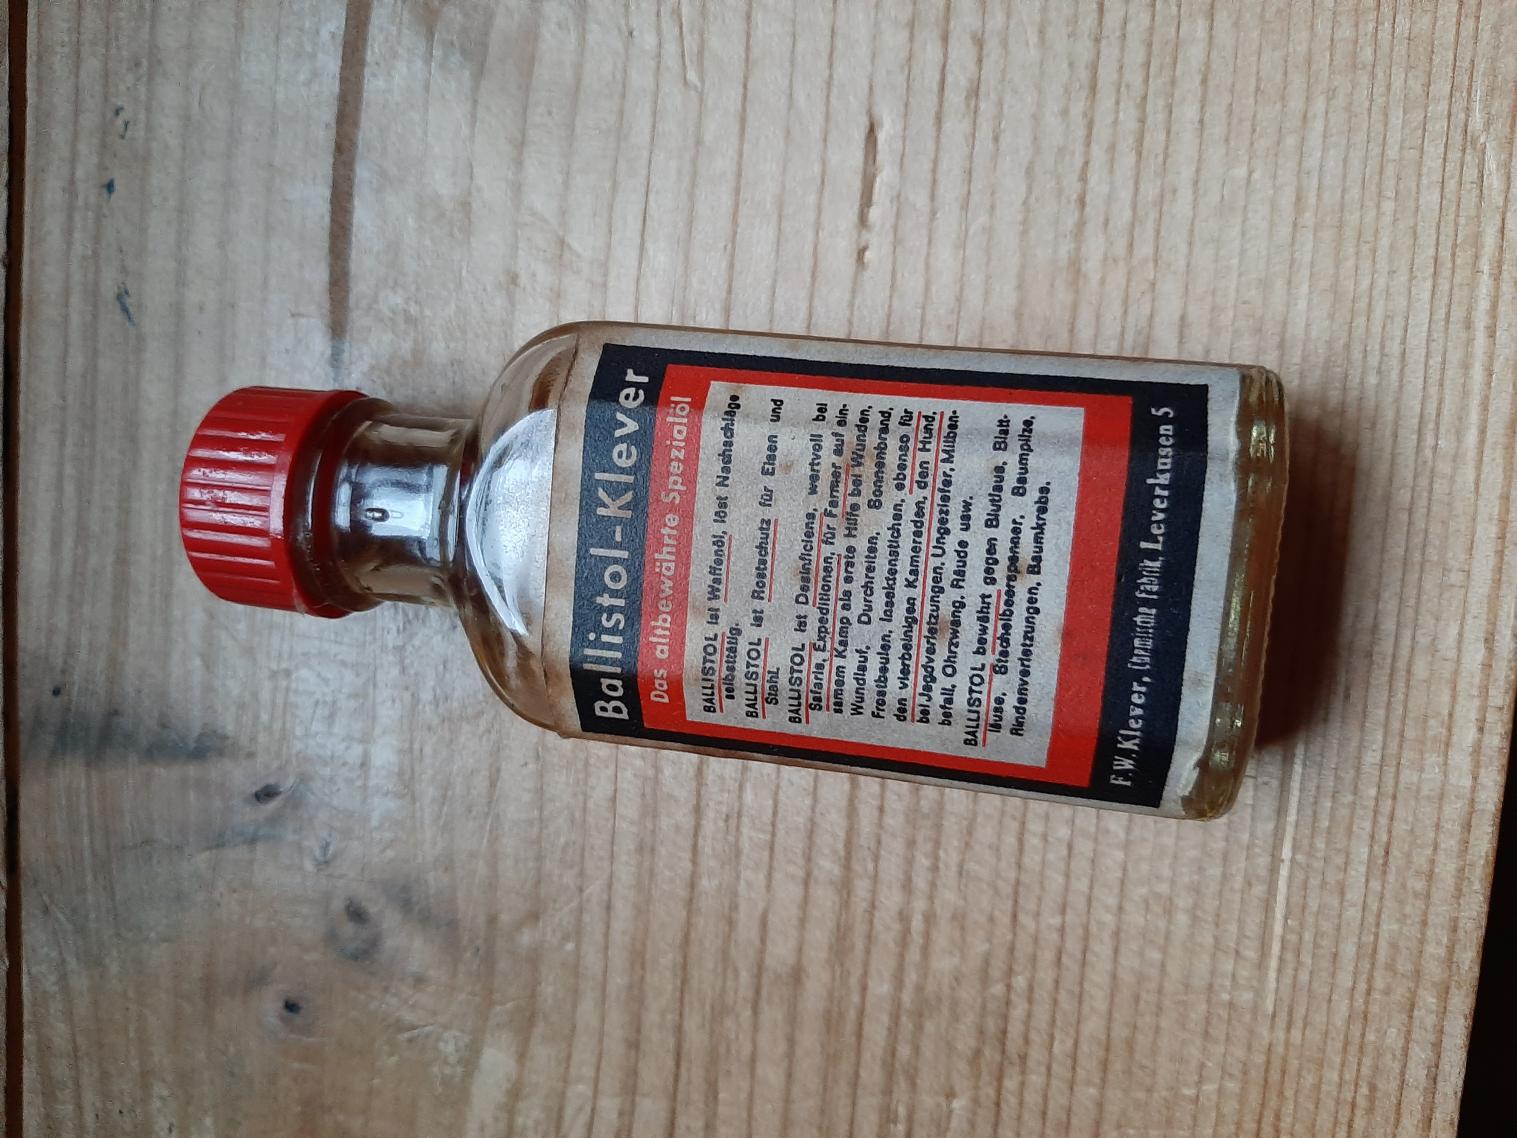 Ballistol-Klever
Das altbewährte Spezialöl
BALLISTOL ist Waffenöl, löst Nachschläge
selbsttätig.
BALLISTOL ist Rostschutz für Eisen und
Stahl.
BALLISTOL ist Desinficiens, wertvoll bei
Safaris, Expeditionen, für Farmer auf ein-
samem Kamp als erste Hilfe bei Wunden,
Wundlauf, Durchreiten, Sonnenbrand,
Frostbeulen, Insektenstichen, ebenso für
den vierbeinigen Kameraden, den Hund,
bei Jagdverletzungen, Ungeziefer, Milben-
befall, Ohrzwang, Räude usw.
BALLISTOL bewährt gegen Blutlaus, Blatt-
läuse, Stachelbeerspanner, Baumpilze,
Rindenverletzungen, Baumkrebs.
F.W. Klever, Chemische Fabrik, Leverkusen 5